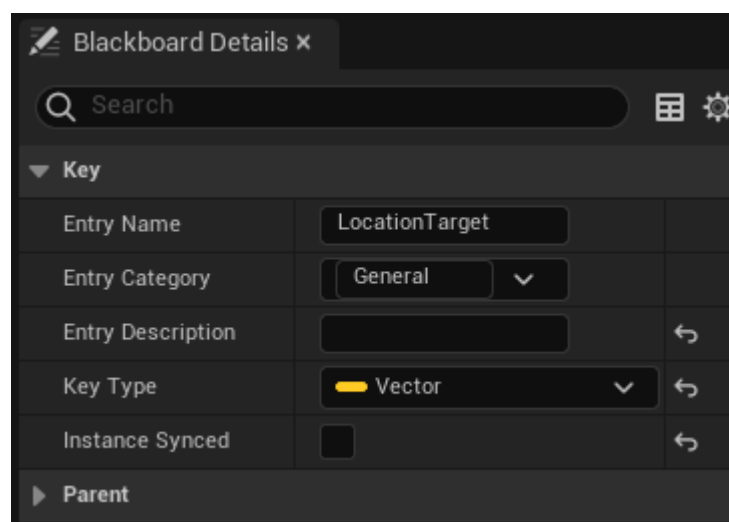 Blackboard Details
Search
Key
Entry Name LocationTarget
Entry Category General
Entry Description
Key Type Vector
Instance Synced
Parent